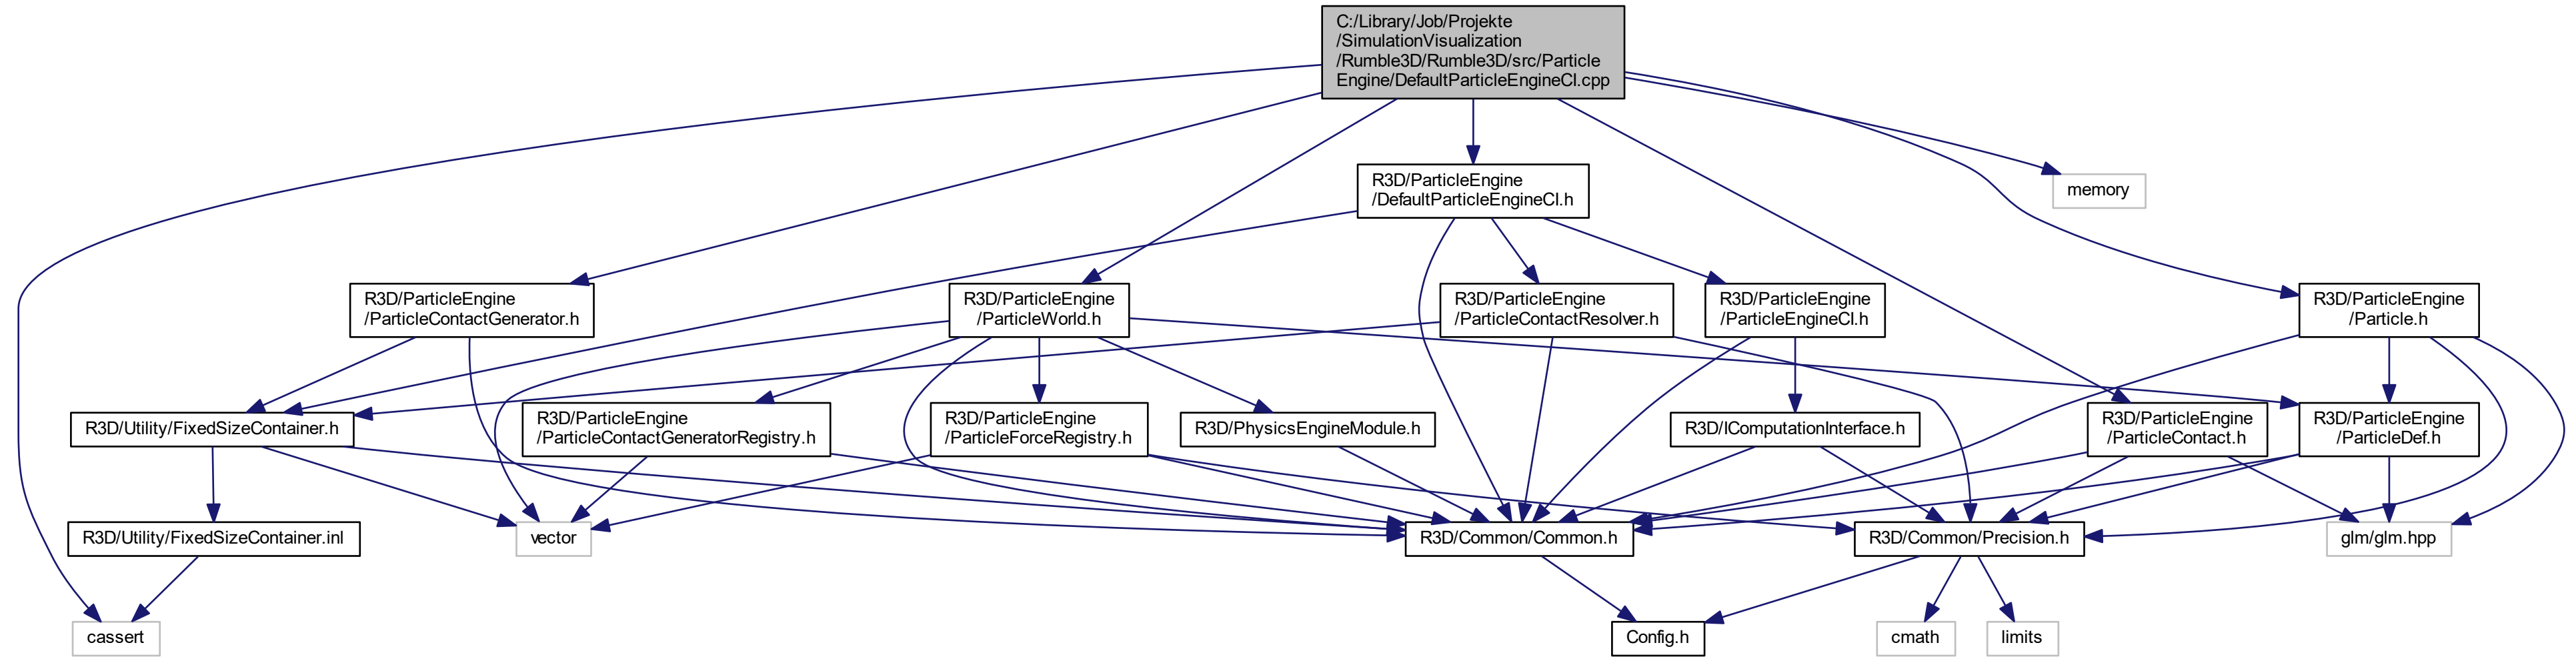 C:/Library/Job/Projekte
/SimulationVisualization
/Rumble3D/Rumble3D/src/Particle
Engine/DefaultParticleEngineCI.cpp
R3D/ParticleEngine
/DefaultParticleEngineCI.h
memory
R3D/ParticleEngine
/ParticleContactGenerator.h
R3D/ParticleEngine
/ParticleWorld.h
R3D/ParticleEngine
/ParticleContactResolver.h
R3D/ParticleEngine
/ParticleEngineCI.h
R3D/ParticleEngine
/Particle.h
R3D/Utility/FixedSizeContainer.h
R3D/ParticleEngine
/ParticleContactGeneratorRegistry.h
R3D/ParticleEngine
/ParticleForceRegistry.h
R3D/PhysicsEngineModule.h
R3D/IComputationInterface.h
R3D/ParticleEngine
/ParticleContact.h
R3D/ParticleEngine
/ParticleDef.h
R3D/Utility/FixedSizeContainer.inl
vector
R3D/Common/Common.h
R3D/Common/Precision.h
glm/glm.hpp
cassert
Config.h
cmath
limits